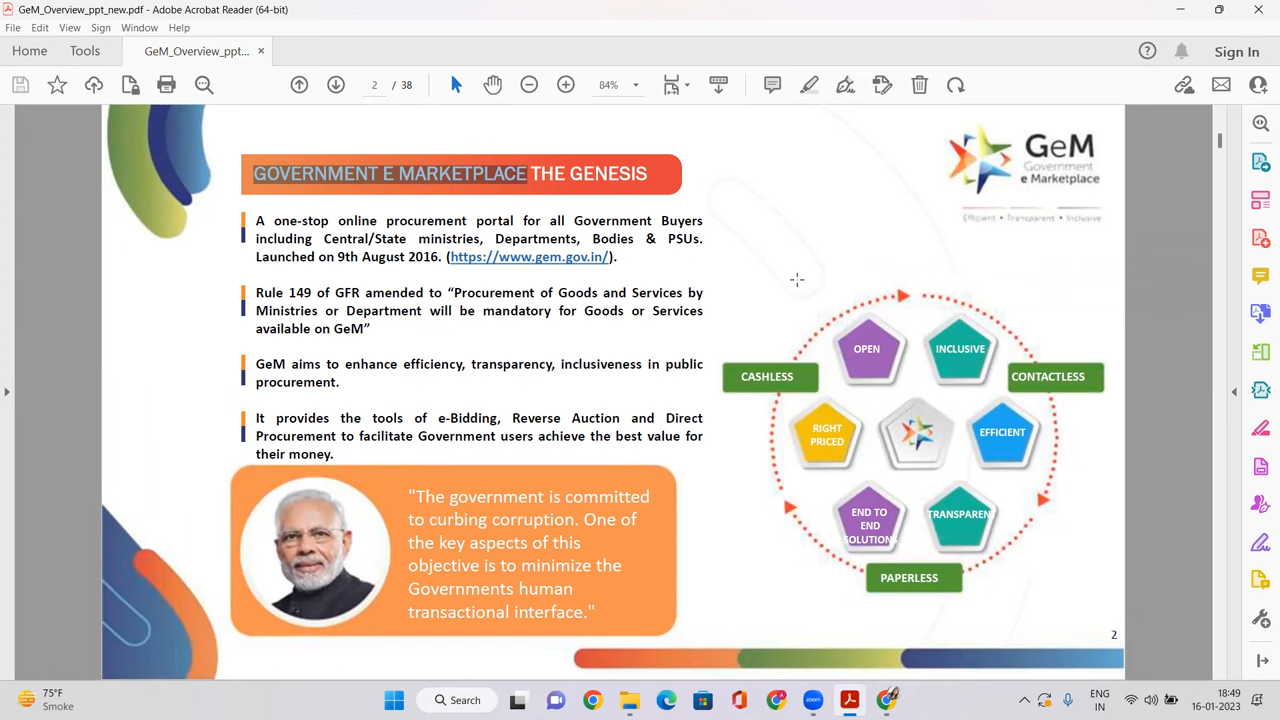 GeM_Overview_ppt_new.pdf - Adobe Acrobat Reader (64-bit)
File Edit View Sign Window Help
Home Tools GeM_Overview_ppt... × Sign In
2 / 38 84%
GeM
Government
e Marketplace
Efficient • Transparent • Inclusive
GOVERNMENT E MARKETPLACE THE GENESIS
A one-stop online procurement portal for all Government Buyers
including Central/State ministries, Departments, Bodies & PSUs.
Launched on 9th August 2016. (https://www.gem.gov.in/).
Rule 149 of GFR amended to “Procurement of Goods and Services by
Ministries or Department will be mandatory for Goods or Services
available on GeM”
GeM aims to enhance efficiency, transparency, inclusiveness in public
procurement.
It provides the tools of e-Bidding, Reverse Auction and Direct
Procurement to facilitate Government users achieve the best value for
their money.
"The government is committed
to curbing corruption. One of
the key aspects of this
objective is to minimize the
Governments human
transactional interface."
OPEN
INCLUSIVE
CASHLESS
CONTACTLESS
RIGHT
PRICED
EFFICIENT
END TO
END
SOLUTIONS
TRANSPAREN
PAPERLESS
2
75°F
Smoke
Search
ENG
IN
18:49
16-01-2023